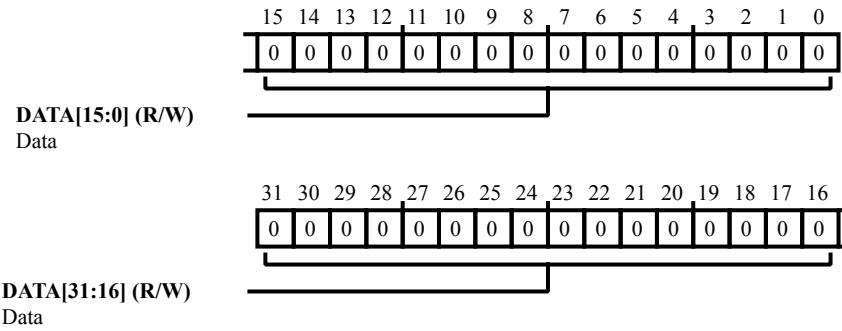 15 14 13 12 11 10 9 8 7 6 5 4 3 2 1 0
0 0 0 0 0 0 0 0 0 0 0 0 0 0 0 0
DATA[15:0] (R/W)
Data
31 30 29 28 27 26 25 24 23 22 21 20 19 18 17 16
0 0 0 0 0 0 0 0 0 0 0 0 0 0 0 0
DATA[31:16] (R/W)
Data